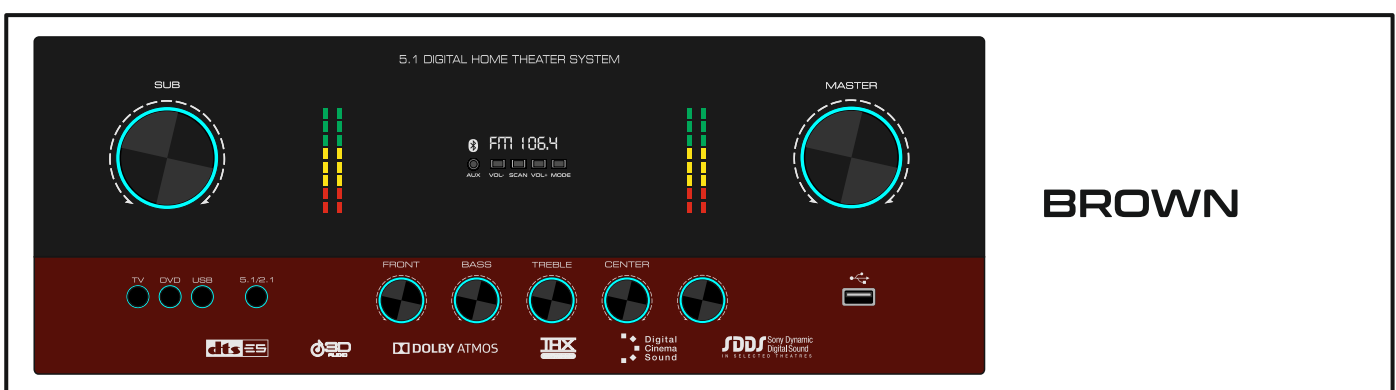 5.1 DIGITAL HOME THEATER SYSTEM
SUB
MASTER
FM 106.4
AUX VOL- SCAN VOL+ MODE
BROWN
FRONT BASS TREBLE CENTER
TV DVD USB 5.1/2.1
dts ES
3D AUDIO
DOLBY ATMOS
THX
Digital
Cinema
Sound
SDDS Sony Dynamic
Digital Sound
IN SELECTED THEATRES